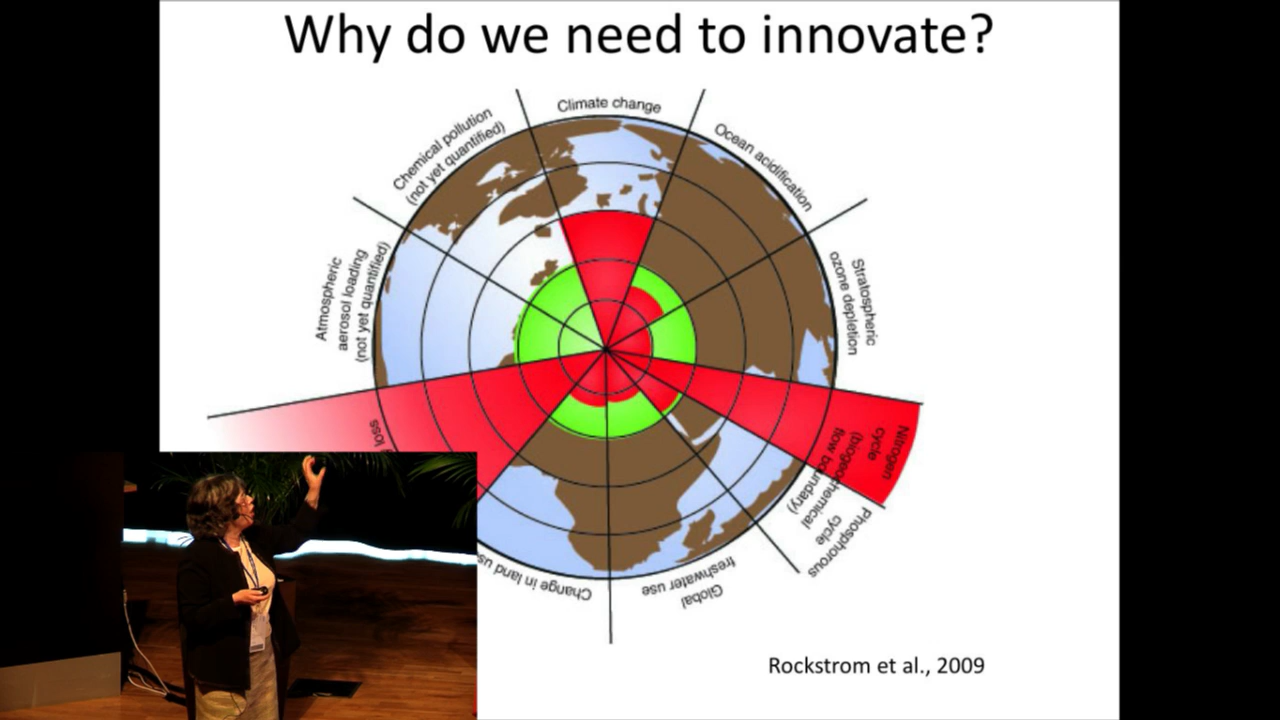 Why do we need to innovate?
Climate change
Ocean acidification
Stratospheric
ozone depletion
Nitrogen
cycle
(biogeochemical
flow boundary)
Phosphorous
cycle
Global
freshwater use
Change in land us
loss
Atmospheric
aerosol loading
(not yet quantified)
Chemical pollution
(not yet quantified)
Rockstrom et al., 2009